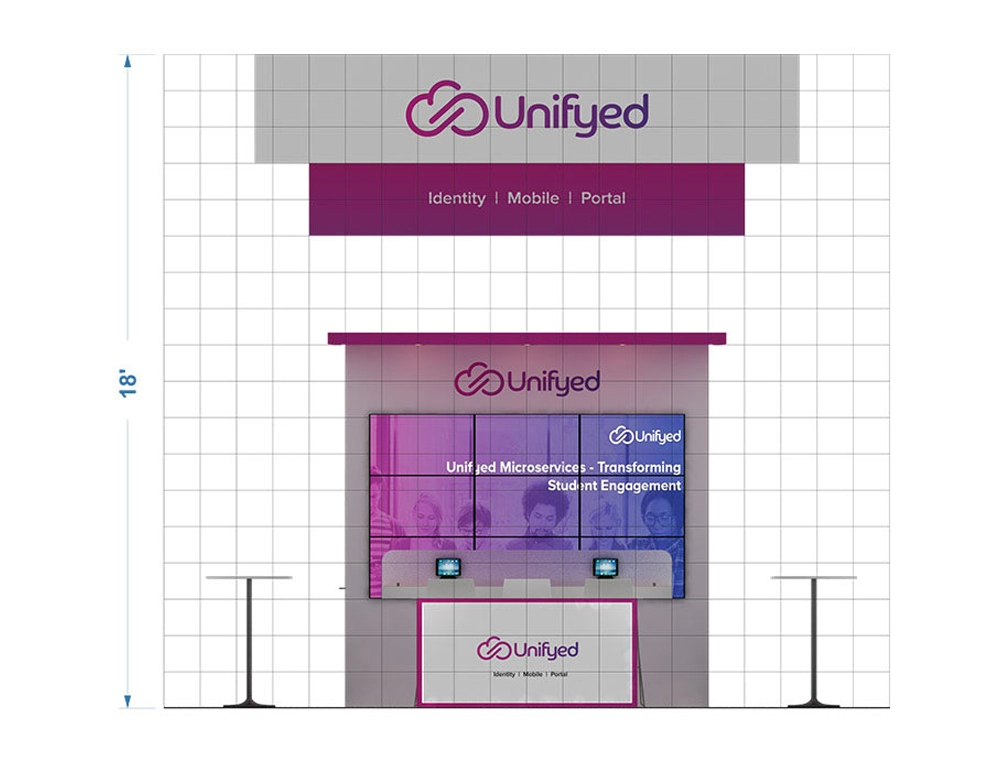 Unifyed
Identity | Mobile | Portal
18'
Unifyed
Unifyed
Unifyed Microservices - Transforming
Student Engagement
Unifyed
Identity | Mobile | Portal